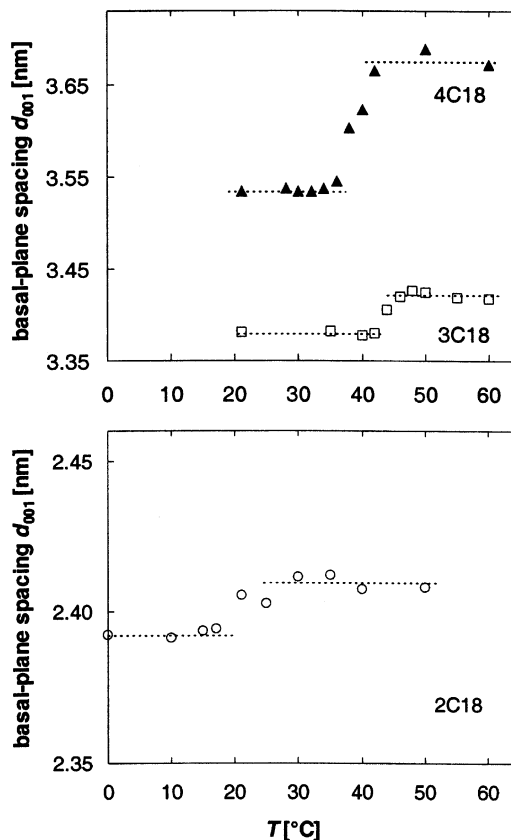 basal-plane spacing d001 [nm]
3.65
3.55
3.45
3.35
4C18
3C18
0 10 20 30 40 50 60
basal-plane spacing d001 [nm]
2.45
2.40
2.35
2C18
0 10 20 30 40 50 60
T [°C]